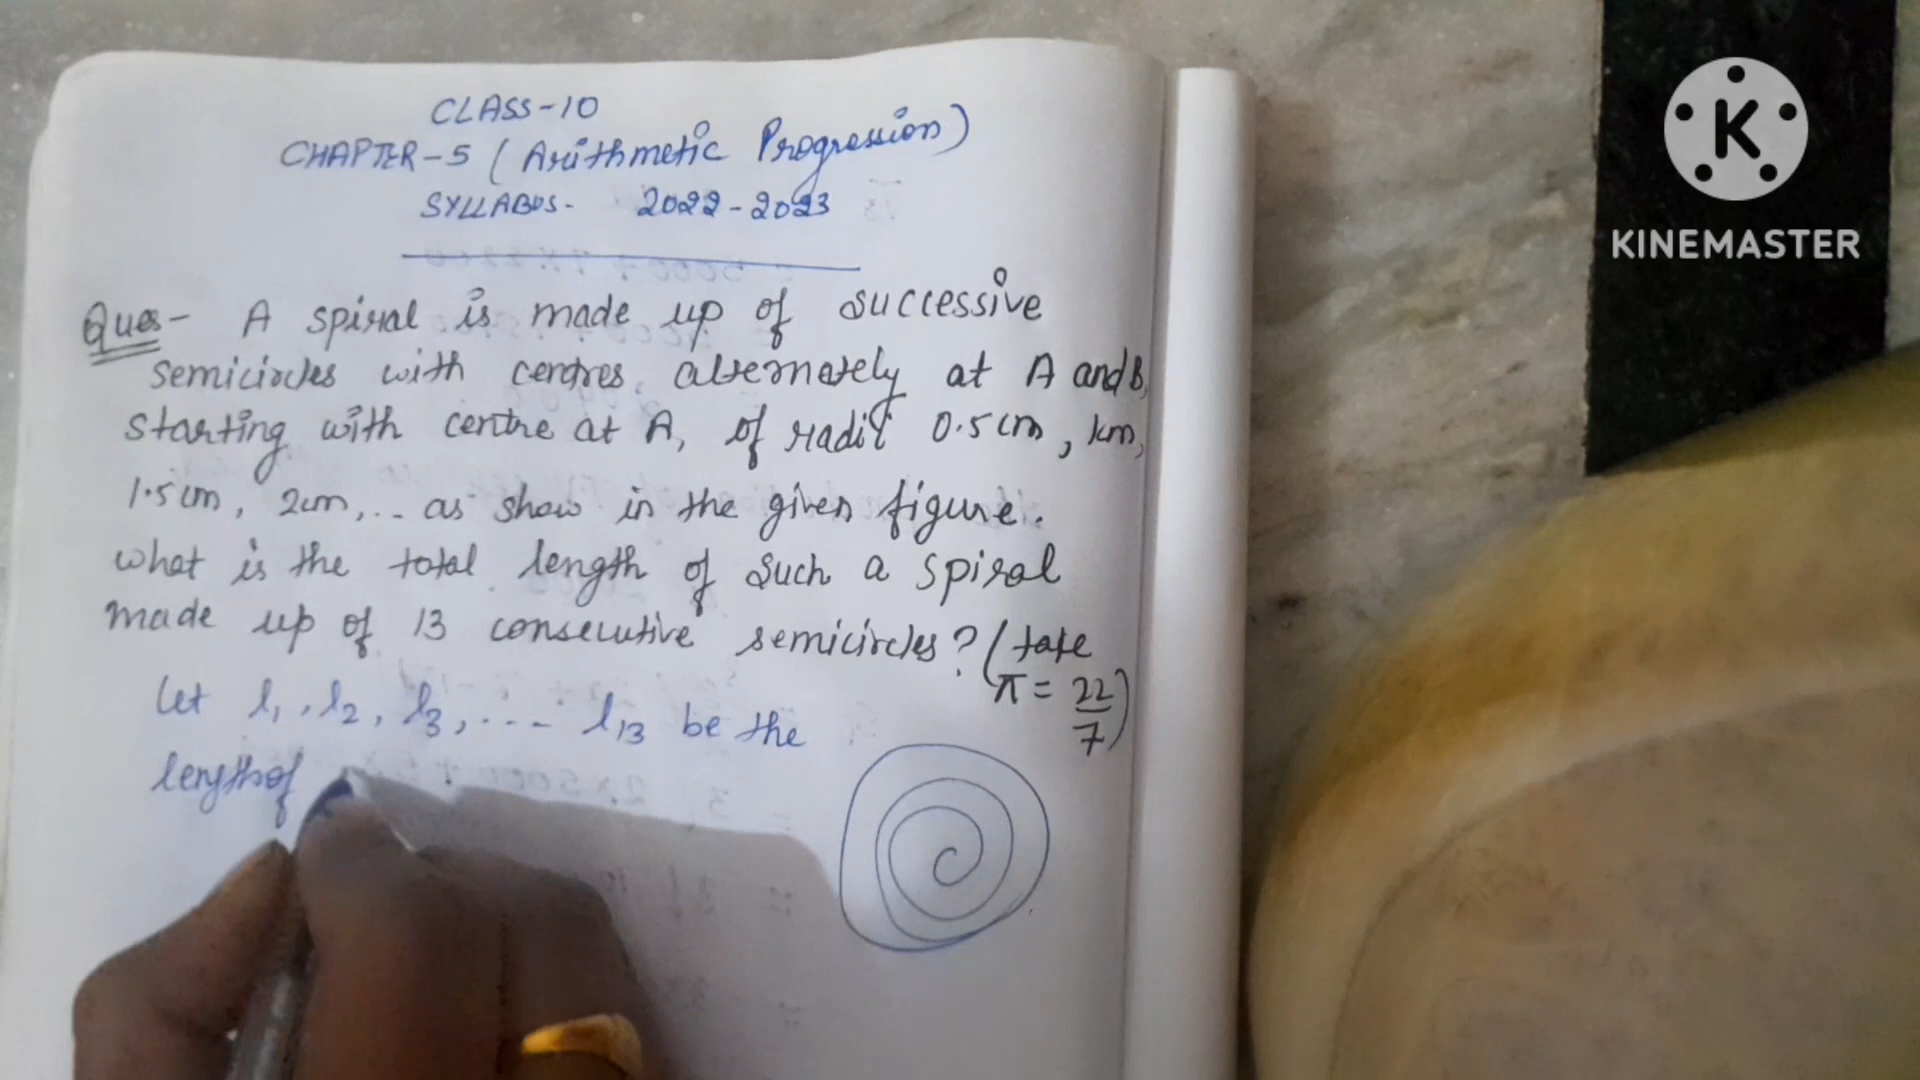 CLASS-10
CHAPTER-5 (Arithmetic Progression)
SYLLABUS- 2022-2023
Ques- A spiral is made up of successive
semicircles with centres alternately at A and B,
starting with centre at A, of radii 0.5cm, 1cm,
1.5cm, 2cm,... as show in the given figure.
what is the total length of such a spiral
made up of 13 consecutive semicircles? (take
π = 22/7)
Let l1, l2, l3, .... l13 be the
length of
K
KINEMASTER